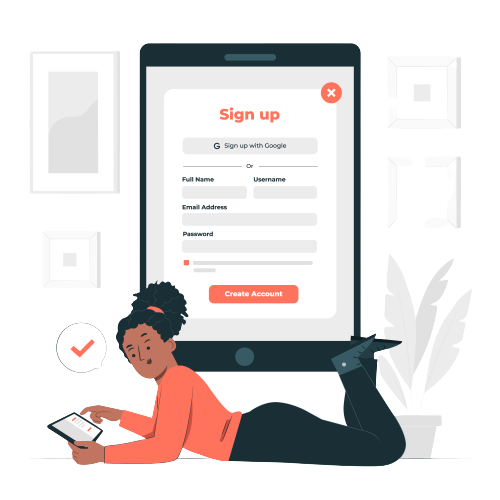 Sign up
G Sign up with Google
Or
Full Name Username
Email Address
Password
Create Account